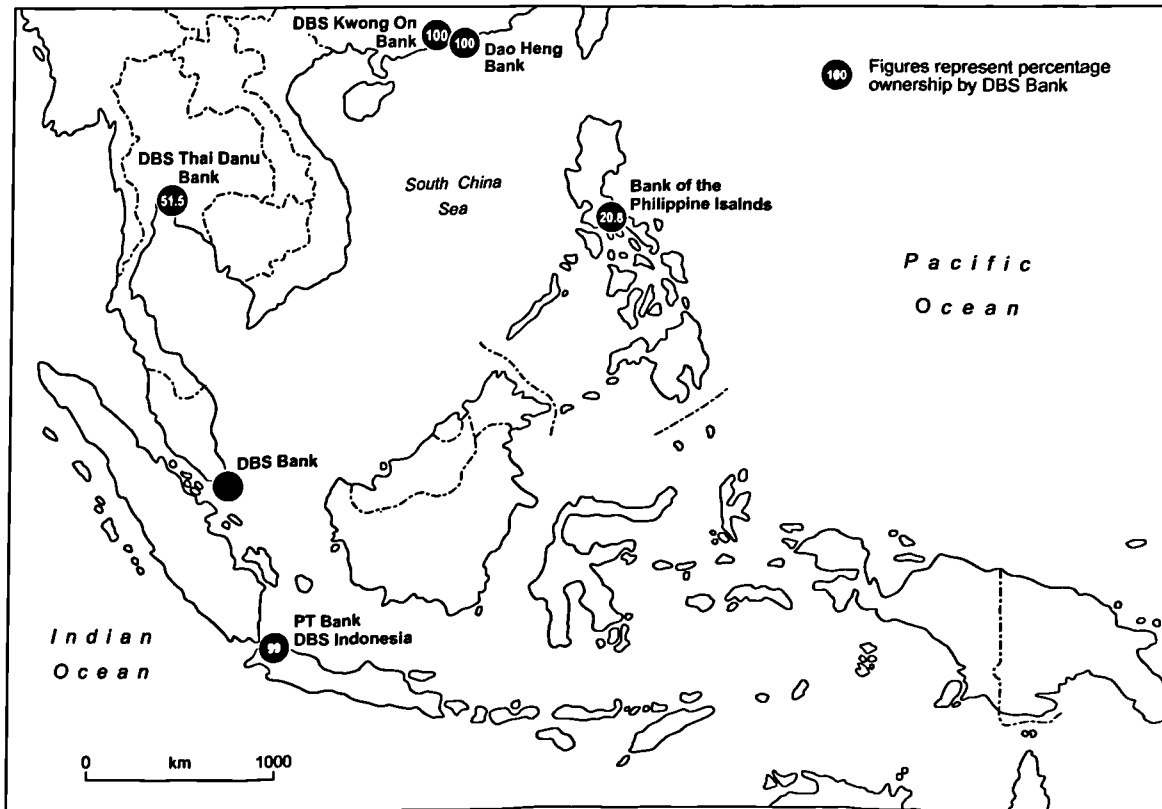 DBS Kwong On
Bank
100
100
Dao Heng
Bank
100
Figures represent percentage
ownership by DBS Bank
DBS Thai Danu
Bank
51.5
South China
Sea
Bank of the
Philippine Isalnds
20.8
Pacific
Ocean
DBS Bank
PT Bank
DBS Indonesia
99
Indian
Ocean
0 km 1000